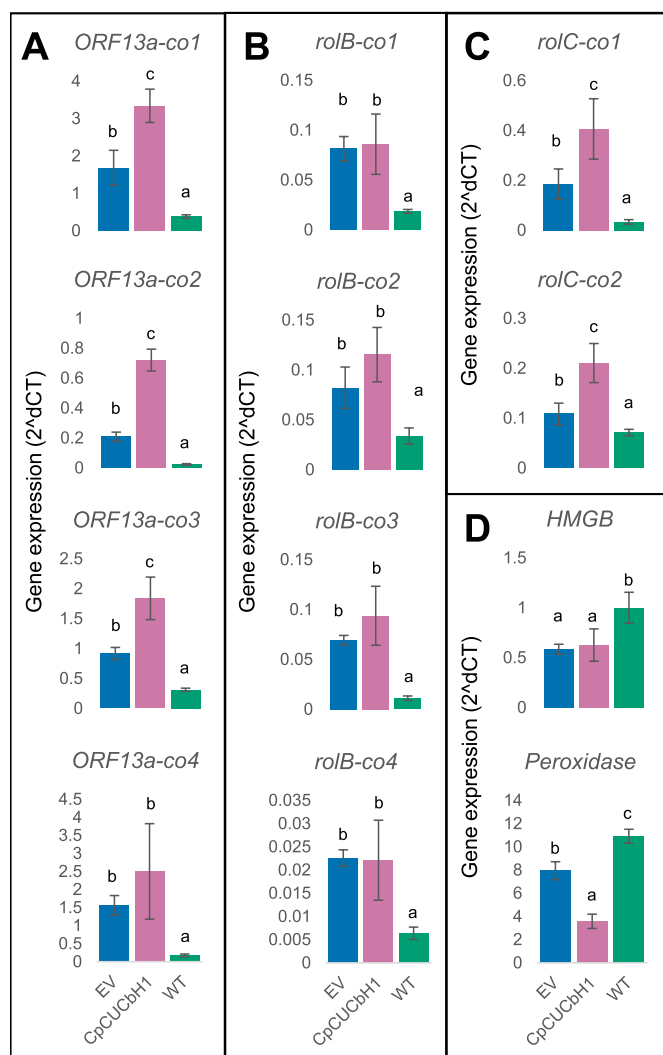 A
Gene expression (2^dCT)
ORF13a-co1
4
3
2
1
0
b
c
a
ORF13a-co2
1
0.8
0.6
0.4
0.2
0
b
c
a
ORF13a-co3
2.5
2
1.5
1
0.5
0
b
c
a
ORF13a-co4
4.5
4
3.5
3
2.5
2
1.5
1
0.5
0
b
b
a
EV
CpCUCbH1
WT
B
Gene expression (2^dCT)
rolB-co1
0.15
0.1
0.05
0
b
b
a
rolB-co2
0.15
0.1
0.05
0
b
b
a
rolB-co3
0.15
0.1
0.05
0
b
b
a
rolB-co4
0.035
0.03
0.025
0.02
0.015
0.01
0.005
0
b
b
a
EV
CpCUCbH1
WT
C
Gene expression (2^dCT)
rolC-co1
0.6
0.4
0.2
0
b
c
a
rolC-co2
0.3
0.2
0.1
0
b
c
a
D
Gene expression (2^dCT)
HMGB
1.5
1
0.5
0
a
a
b
Peroxidase
14
12
10
8
6
4
2
0
b
a
c
EV
CpCUCbH1
WT